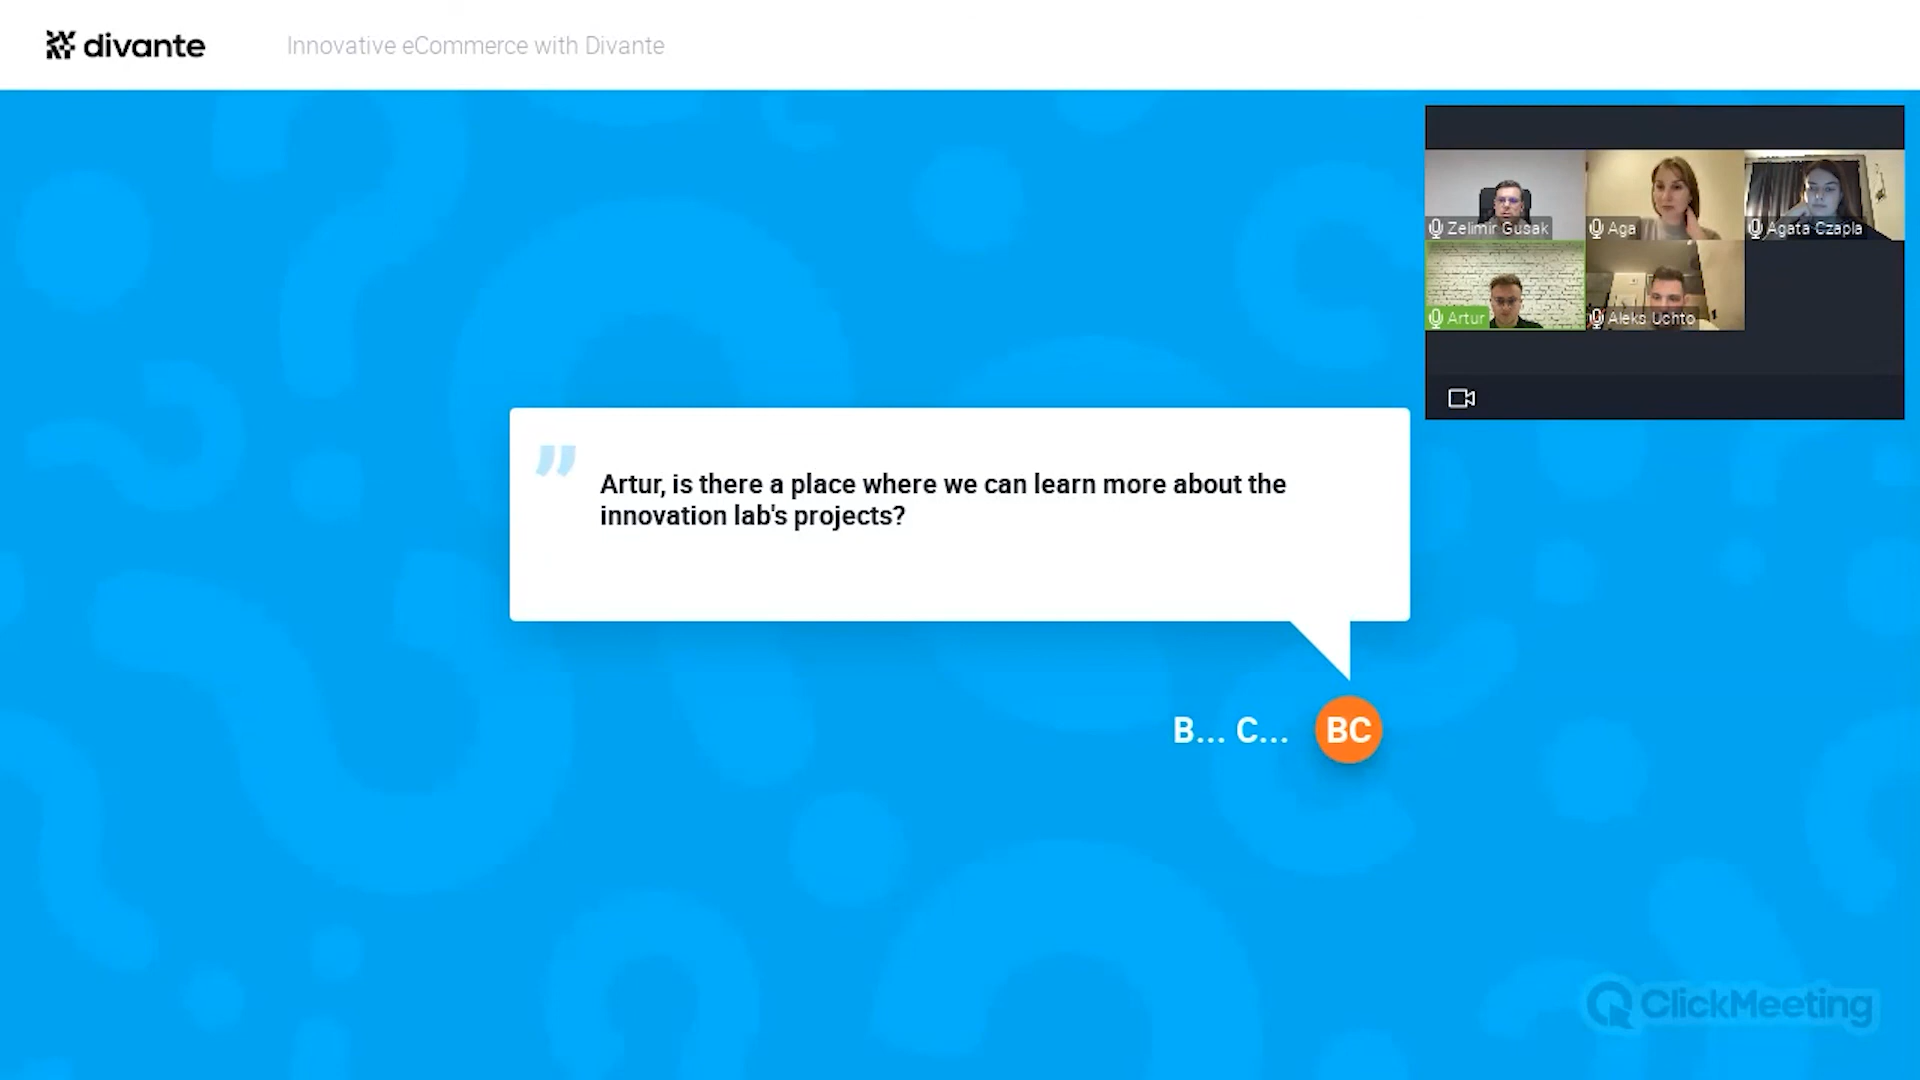 divante
Innovative eCommerce with Divante
Zelimir Gusak
Aga
Agata Czapla
Artur
Aleks Uchto
Artur, is there a place where we can learn more about the
innovation lab's projects?
B... C...
BC
ClickMeeting